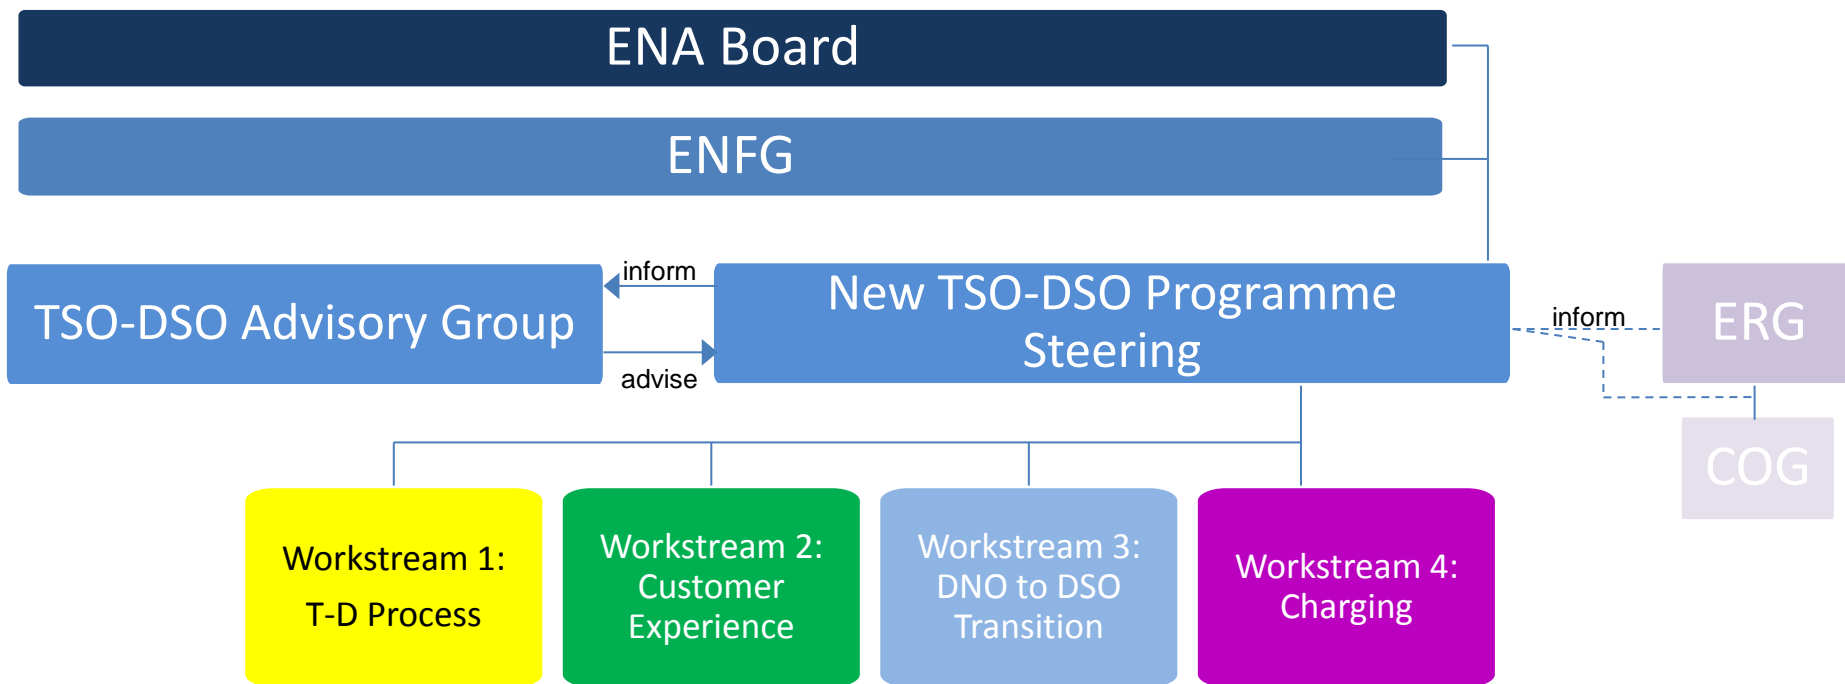 ENA Board
ENFG
TSO-DSO Advisory Group
inform
advise
New TSO-DSO Programme
Steering
inform
ERG
COG
Workstream 1:
T-D Process
Workstream 2:
Customer
Experience
Workstream 3:
DNO to DSO
Transition
Workstream 4:
Charging